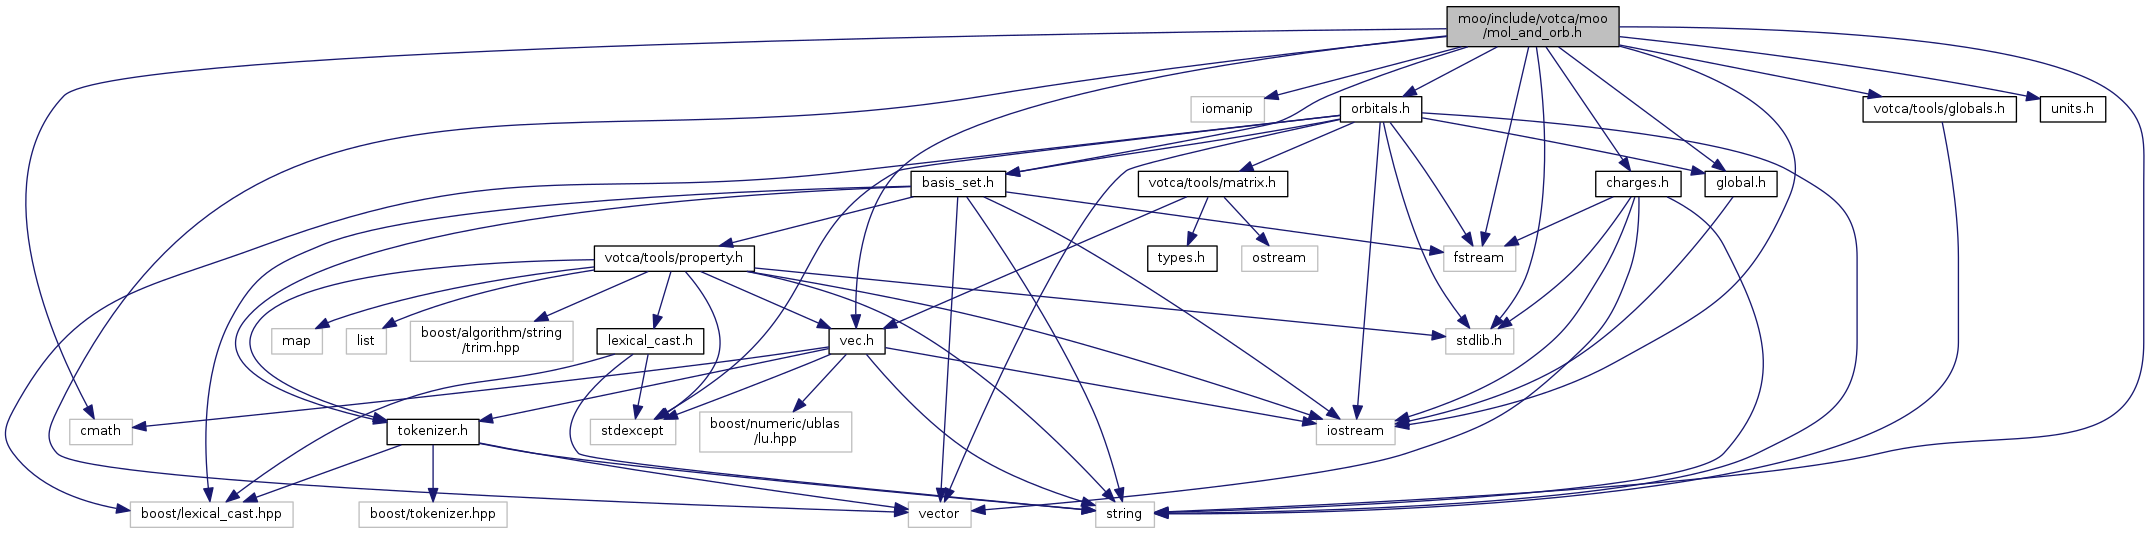 moo/include/votca/moo
/mol_and_orb.h
iomanip
orbitals.h
votca/tools/globals.h
units.h
basis_set.h
votca/tools/matrix.h
charges.h
global.h
votca/tools/property.h
types.h
ostream
fstream
map
list
boost/algorithm/string
/trim.hpp
lexical_cast.h
vec.h
stdlib.h
cmath
tokenizer.h
stdexcept
boost/numeric/ublas
/lu.hpp
iostream
boost/lexical_cast.hpp
boost/tokenizer.hpp
vector
string